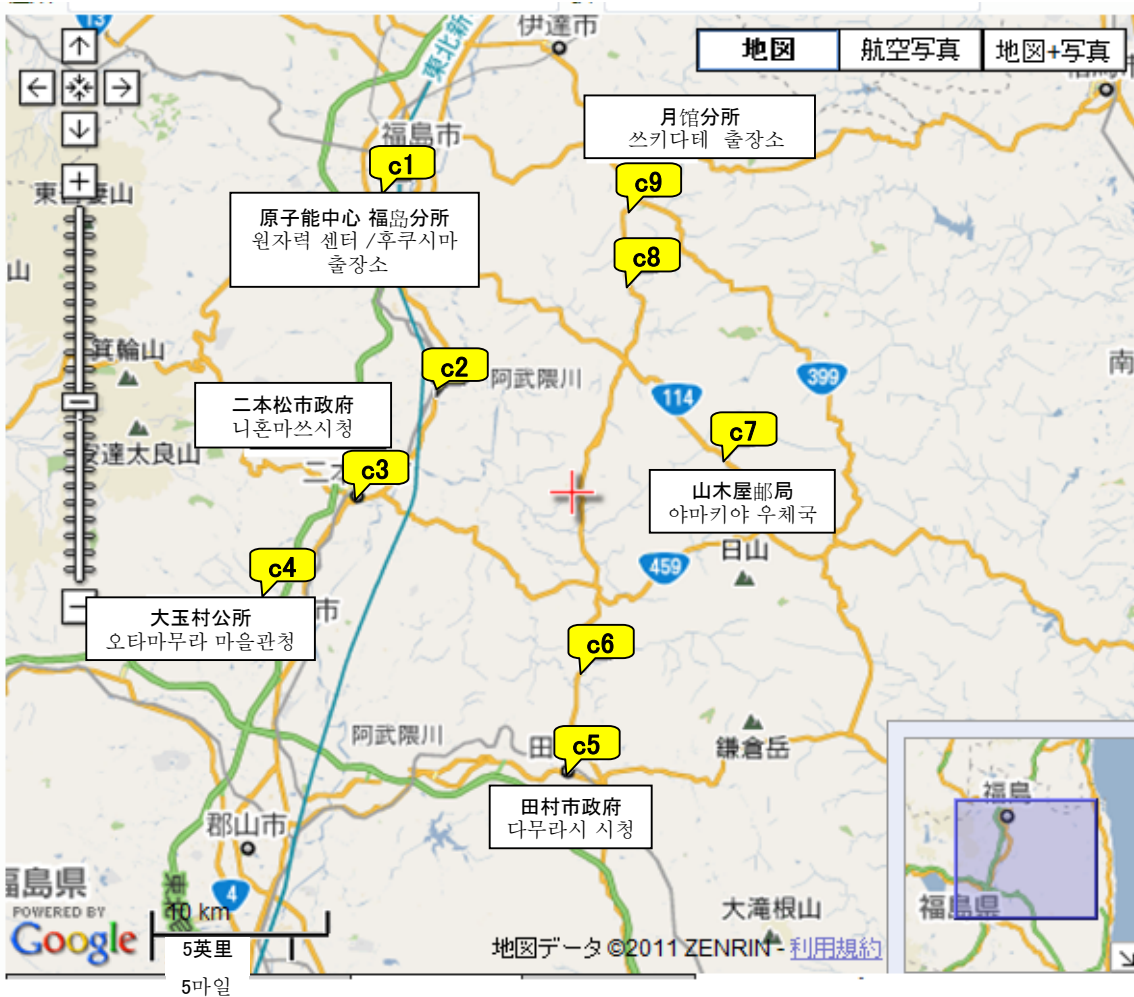 13
東北新
伊達市
地図
航空写真
地図+写真
福島市
月馆分所
쓰키다테 출장소
c1
c9
原子能中心 福岛分所
원자력 센터 /후쿠시마
출장소
c8
山
箕輪山
c2
阿武隈川
399
114
南
二本松市政府
니혼마쓰시청
安達太良山
c7
c3
山木屋邮局
야마키야 우체국
日山
459
c4
市
大玉村公所
오타마무라 마을관청
c6
阿武隈川
田
c5
鎌倉岳
田村市政府
다무라시 시청
福島
郡山市
4
福島県
福島県
POWERED BY
Google
10 km
5英里
5마일
大滝根山
地図データ ©2011 ZENRIN - 利用規約